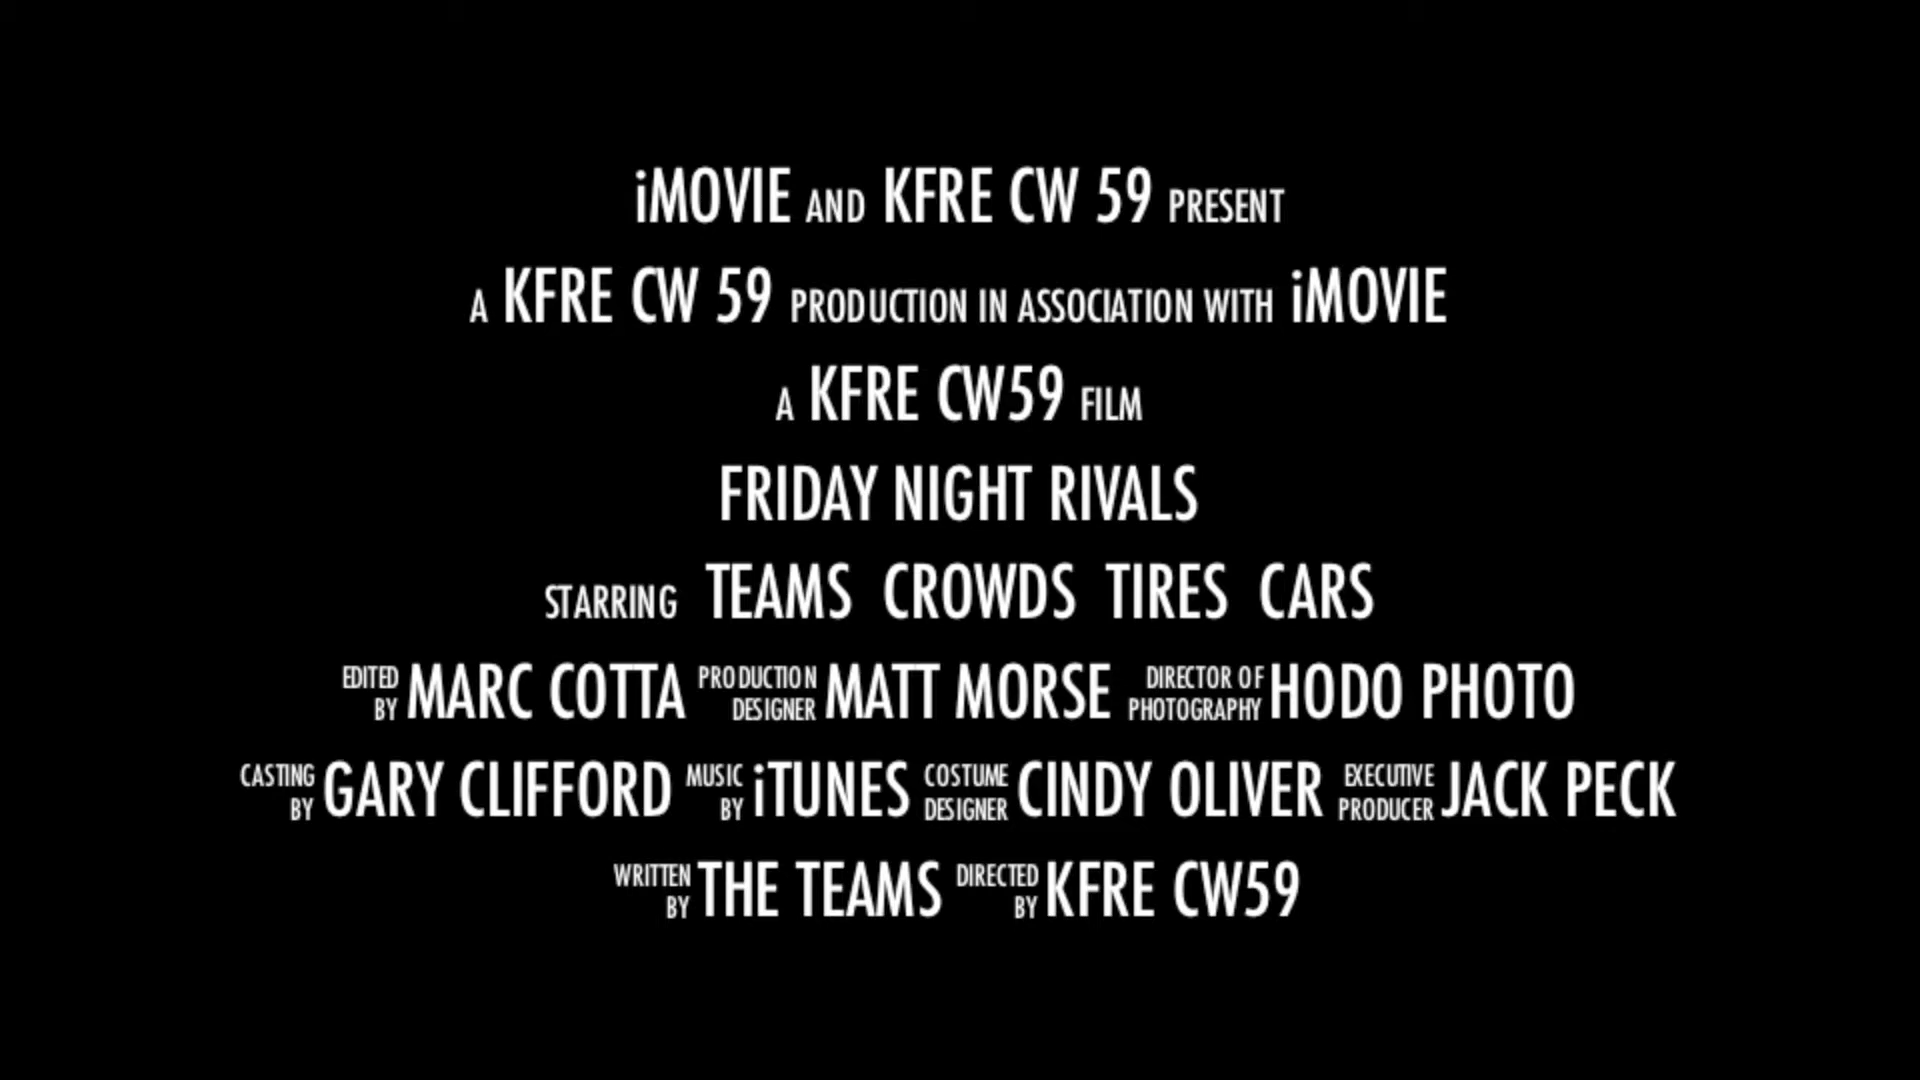 iMOVIE AND KFRE CW 59 PRESENT
A KFRE CW 59 PRODUCTION IN ASSOCIATION WITH iMOVIE
A KFRE CW59 FILM
FRIDAY NIGHT RIVALS
STARRING TEAMS CROWDS TIRES CARS
EDITED BY MARC COTTA PRODUCTION DESIGNER MATT MORSE DIRECTOR OF PHOTOGRAPHY HODO PHOTO
CASTING BY GARY CLIFFORD MUSIC BY iTUNES COSTUME DESIGNER CINDY OLIVER EXECUTIVE PRODUCER JACK PECK
WRITTEN BY THE TEAMS DIRECTED BY KFRE CW59